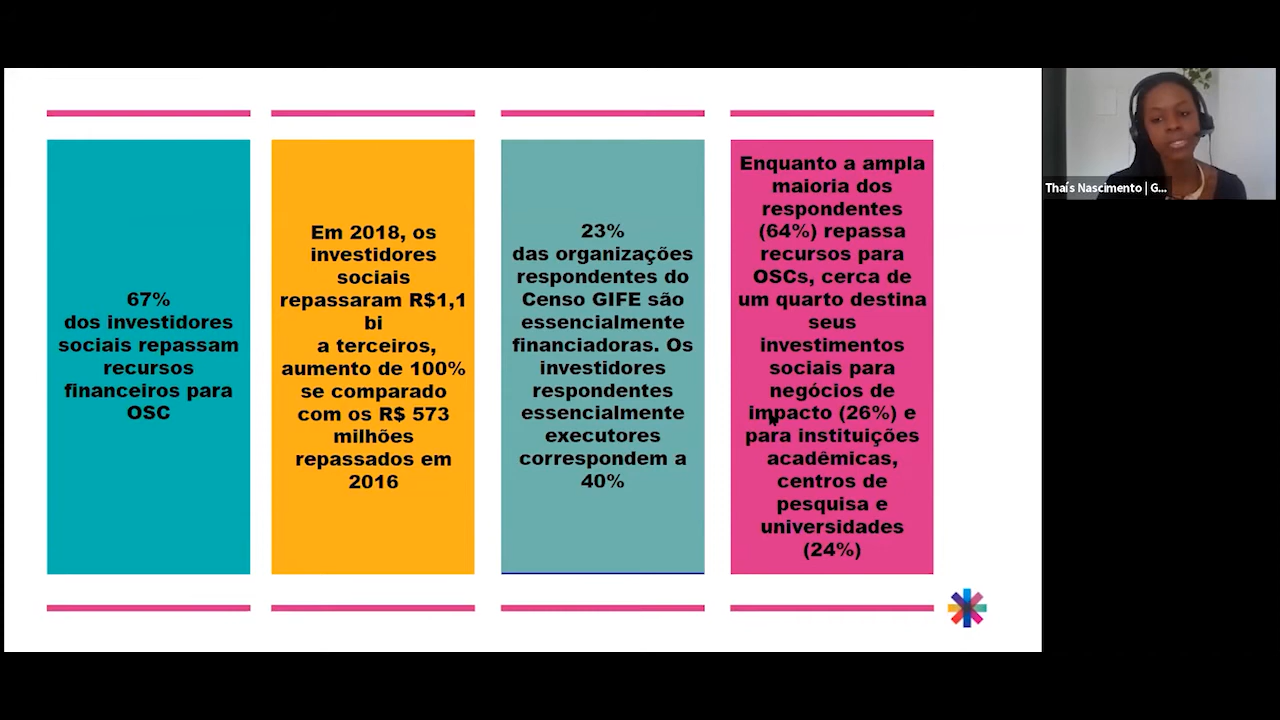 67%
dos investidores
sociais repassam
recursos
financeiros para
OSC
Em 2018, os
investidores
sociais
repassaram R$1,1
bi
a terceiros,
aumento de 100%
se comparado
com os R$ 573
milhões
repassados em
2016
23%
das organizações
respondentes do
Censo GIFE são
essencialmente
financiadoras. Os
investidores
respondentes
essencialmente
executores
correspondem a
40%
Enquanto a ampla
maioria dos
respondentes
(64%) repassa
recursos para
OSCs, cerca de
um quarto destina
seus
investimentos
sociais para
negócios de
impacto (26%) e
para instituições
acadêmicas,
centros de
pesquisa e
universidades
(24%)
Thaís Nascimento | G...